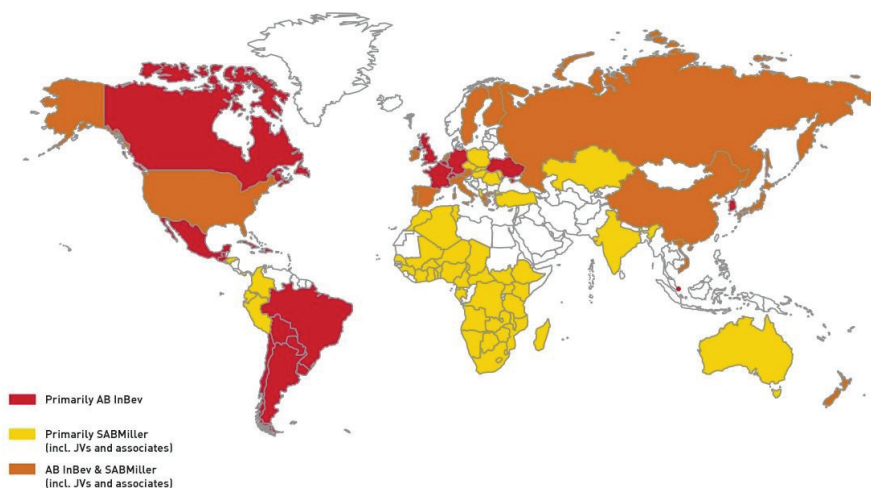 Primarily AB InBev
Primarily SABMiller
(incl. JVs and associates)
AB InBev & SABMiller
(incl. JVs and associates)